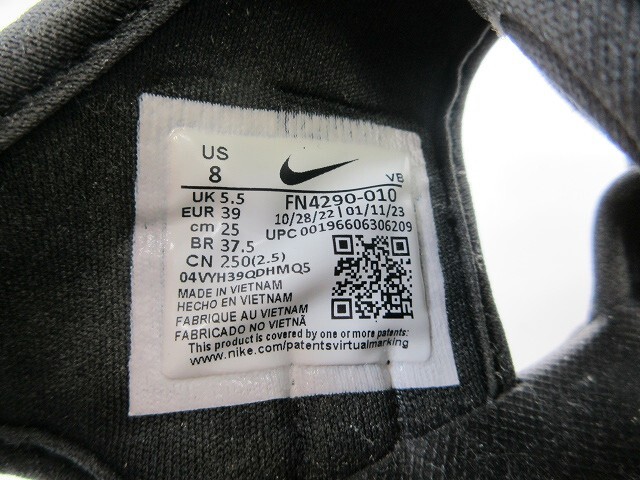 US
8
VB
UK 5.5
EUR 39
cm 25
BR 37.5
CN 250(2.5)
FN4290-010
10/28/22 | 01/11/23
UPC 00196606306209
04VYH39QDHMQ5
MADE IN VIETNAM
HECHO EN VIETNAM
FABRIQUE AU VIETNAM
FABRICADO NO VIETNÃ
This product is covered by one or more patents:
www.nike.com/patentsvirtualmarking